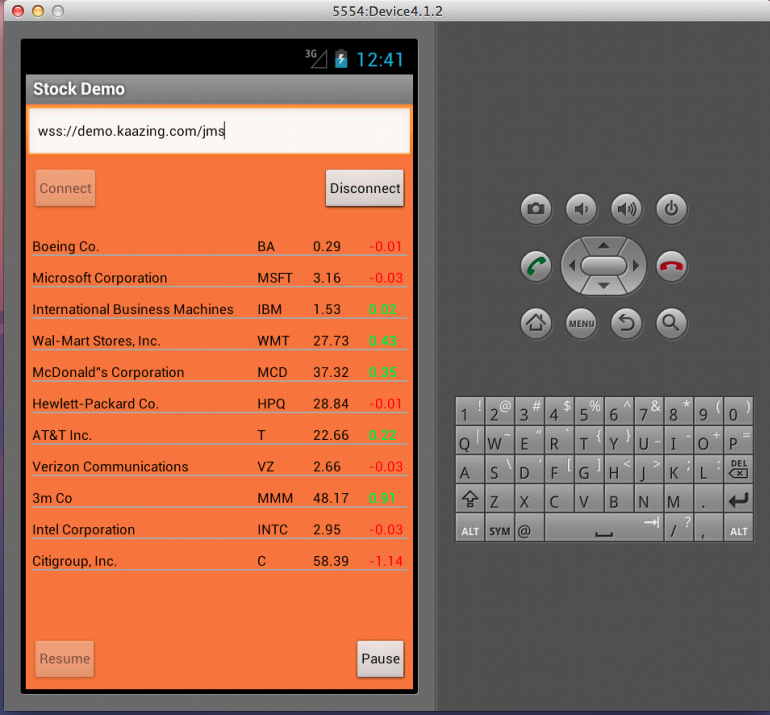 5554:Device4.1.2
3G 12:41
Stock Demo
wss://demo.kaazing.com/jms
Connect Disconnect
Boeing Co. BA 0.29 -0.01
Microsoft Corporation MSFT 3.16 -0.03
International Business Machines IBM 1.53 0.02
Wal-Mart Stores, Inc. WMT 27.73 0.43
McDonald"s Corporation MCD 37.32 0.35
Hewlett-Packard Co. HPQ 28.84 -0.01
AT&T Inc. T 22.66 0.22
Verizon Communications VZ 2.66 -0.03
3m Co MMM 48.17 0.91
Intel Corporation INTC 2.95 -0.03
Citigroup, Inc. C 58.39 -1.14
Resume Pause
MENU
1 ! 2 @ 3 # 4 $ 5 % 6 ^ 7 & 8 * 9 ( 0 )
Q | W ~ E " R ` T { Y } U _ I - O + P =
A S \ D ' F [ G ] H < J > K ; L : DEL
Z X C V B N M .
ALT SYM @ / ? , ALT